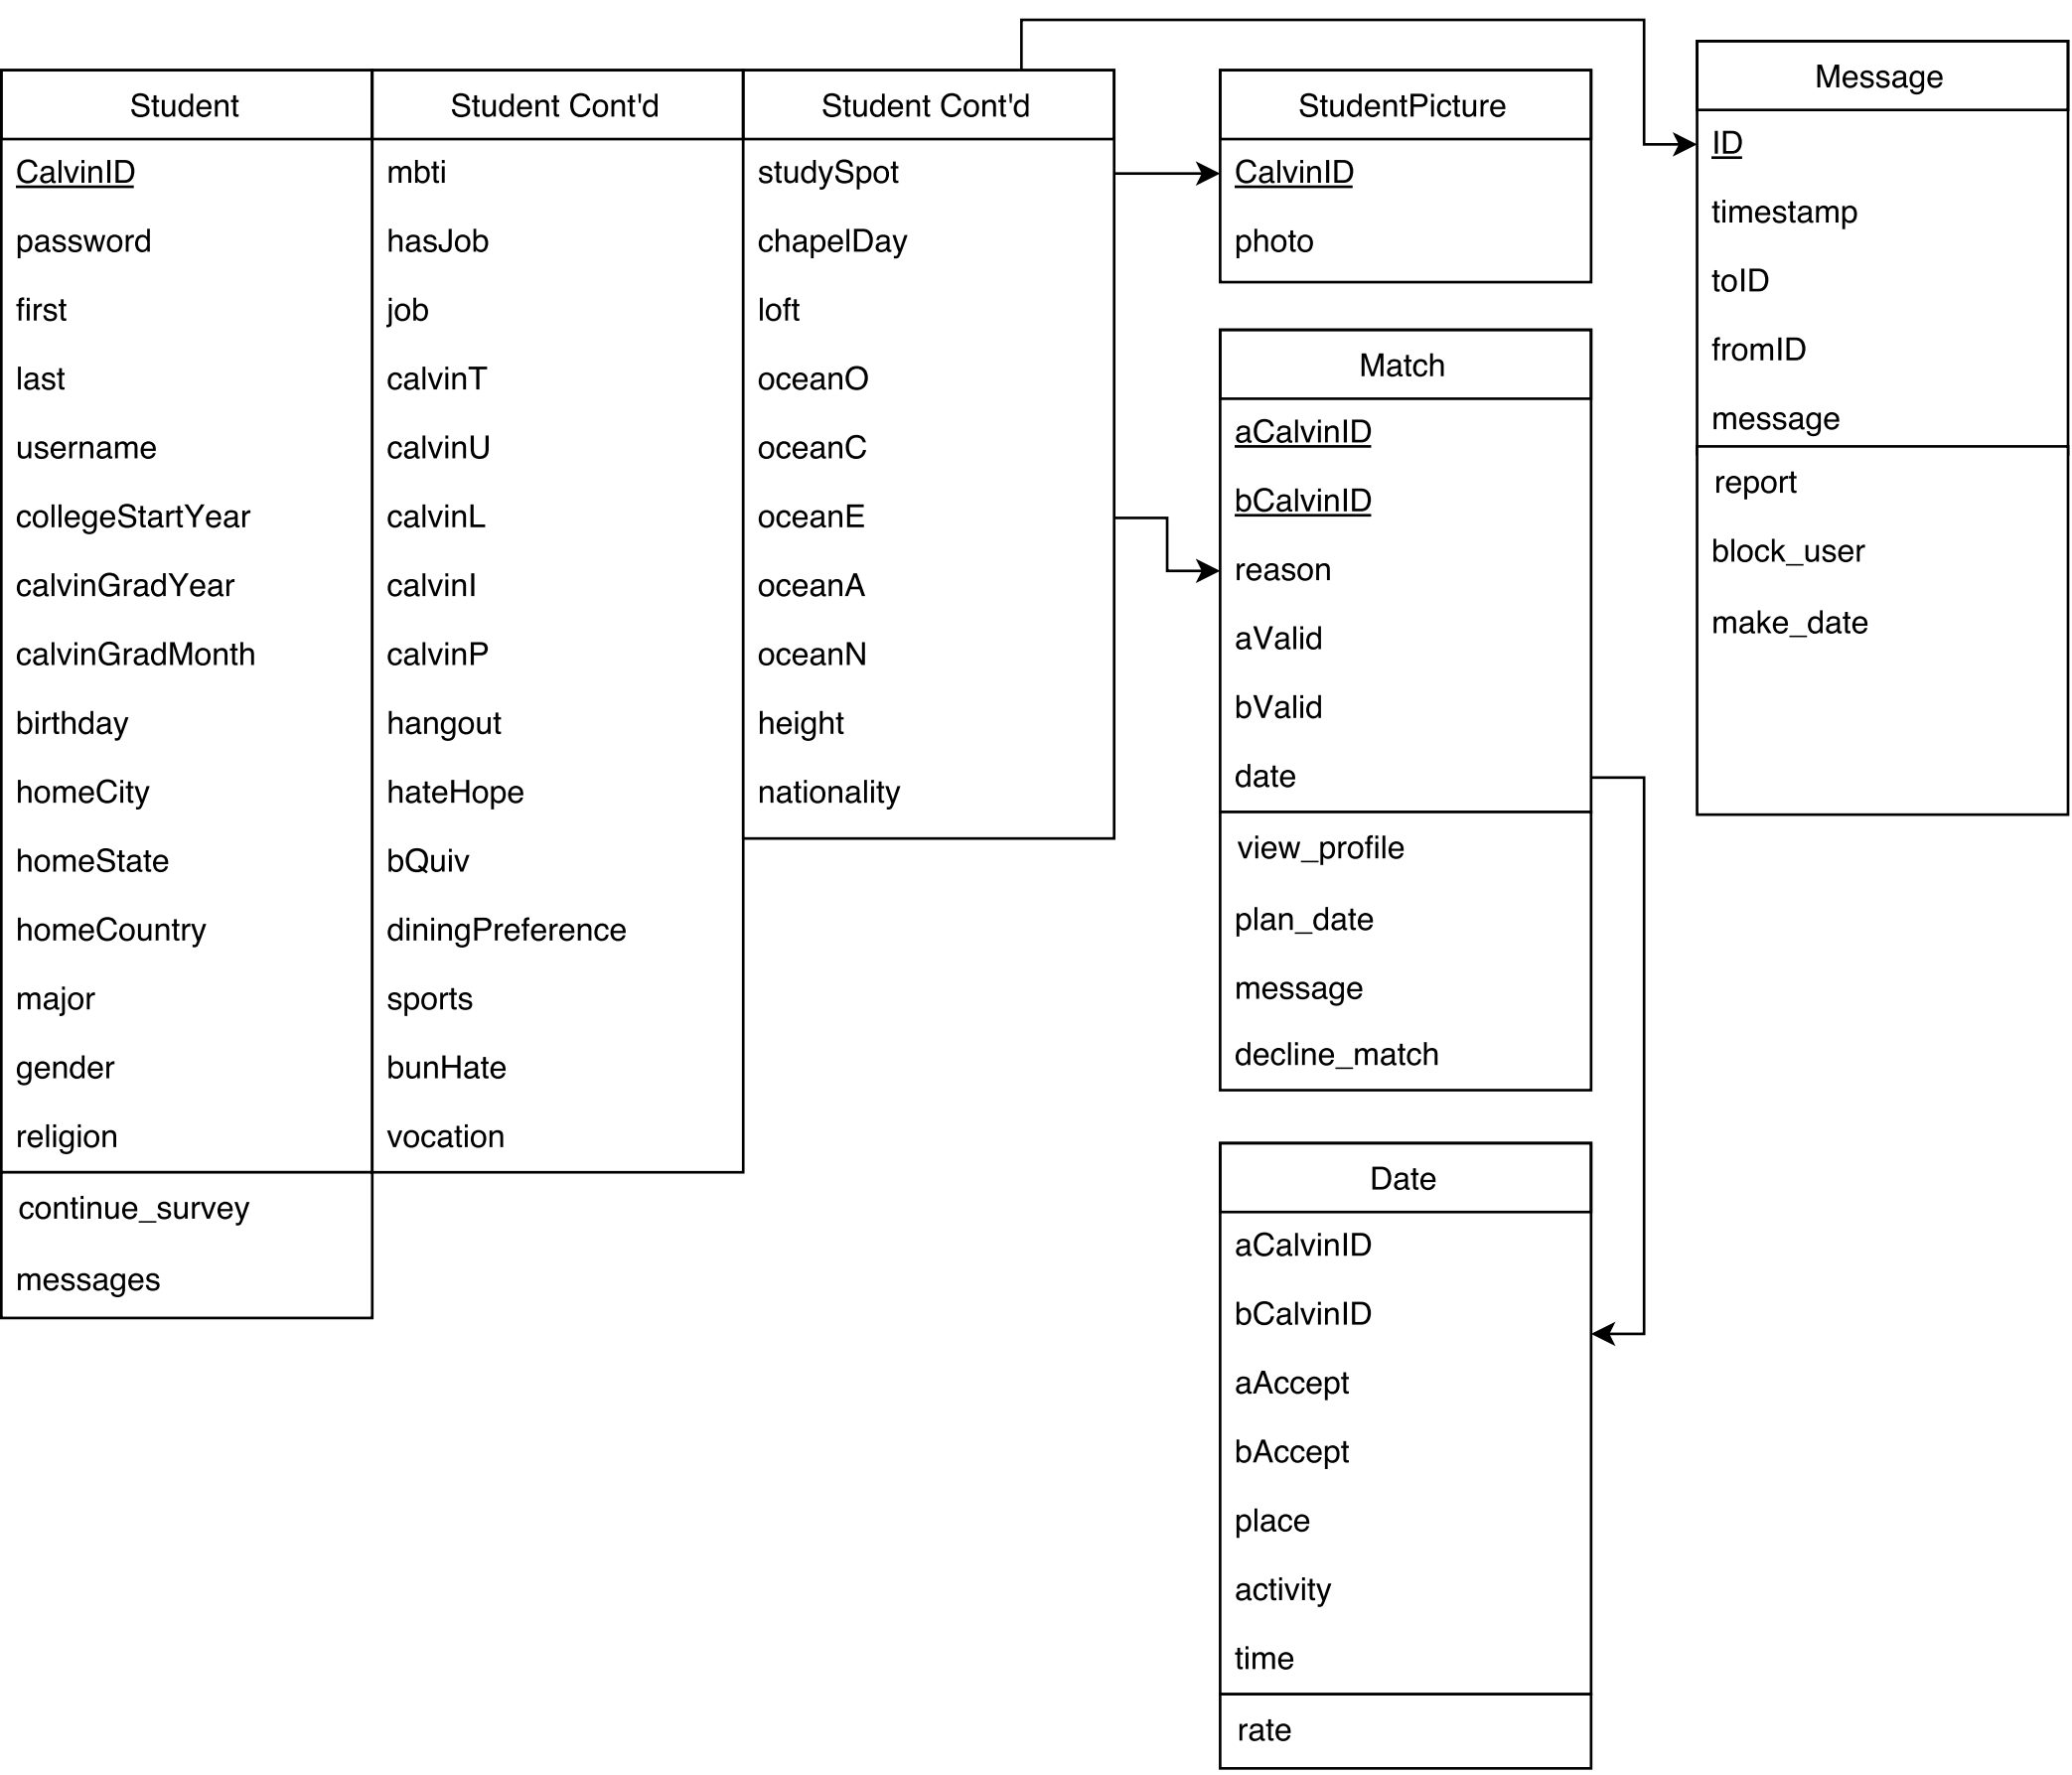 Student
CalvinID
password
first
last
username
collegeStartYear
calvinGradYear
calvinGradMonth
birthday
homeCity
homeState
homeCountry
major
gender
religion
continue_survey
messages
Student Cont'd
mbti
hasJob
job
calvinT
calvinU
calvinL
calvinI
calvinP
hangout
hateHope
bQuiv
diningPreference
sports
bunHate
vocation
Student Cont'd
studySpot
chapelDay
loft
oceanO
oceanC
oceanE
oceanA
oceanN
height
nationality
StudentPicture
CalvinID
photo
Match
aCalvinID
bCalvinID
reason
aValid
bValid
date
view_profile
plan_date
message
decline_match
Date
aCalvinID
bCalvinID
aAccept
bAccept
place
activity
time
rate
Message
ID
timestamp
toID
fromID
message
report
block_user
make_date